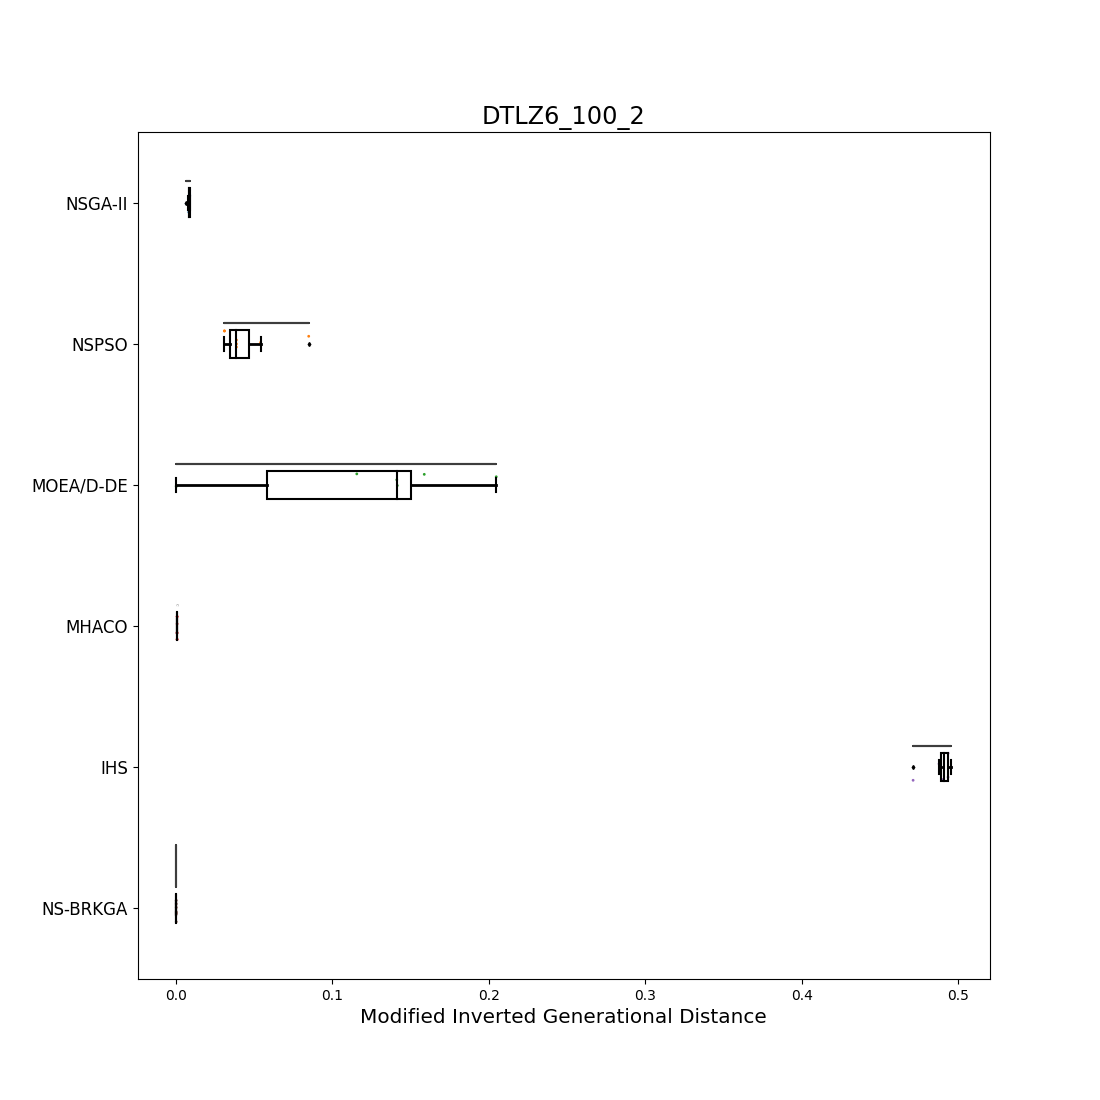 DTLZ6_100_2
NSGA-II
NSPSO
MOEA/D-DE
MHACO
IHS
NS-BRKGA
0.0 0.1 0.2 0.3 0.4 0.5
Modified Inverted Generational Distance